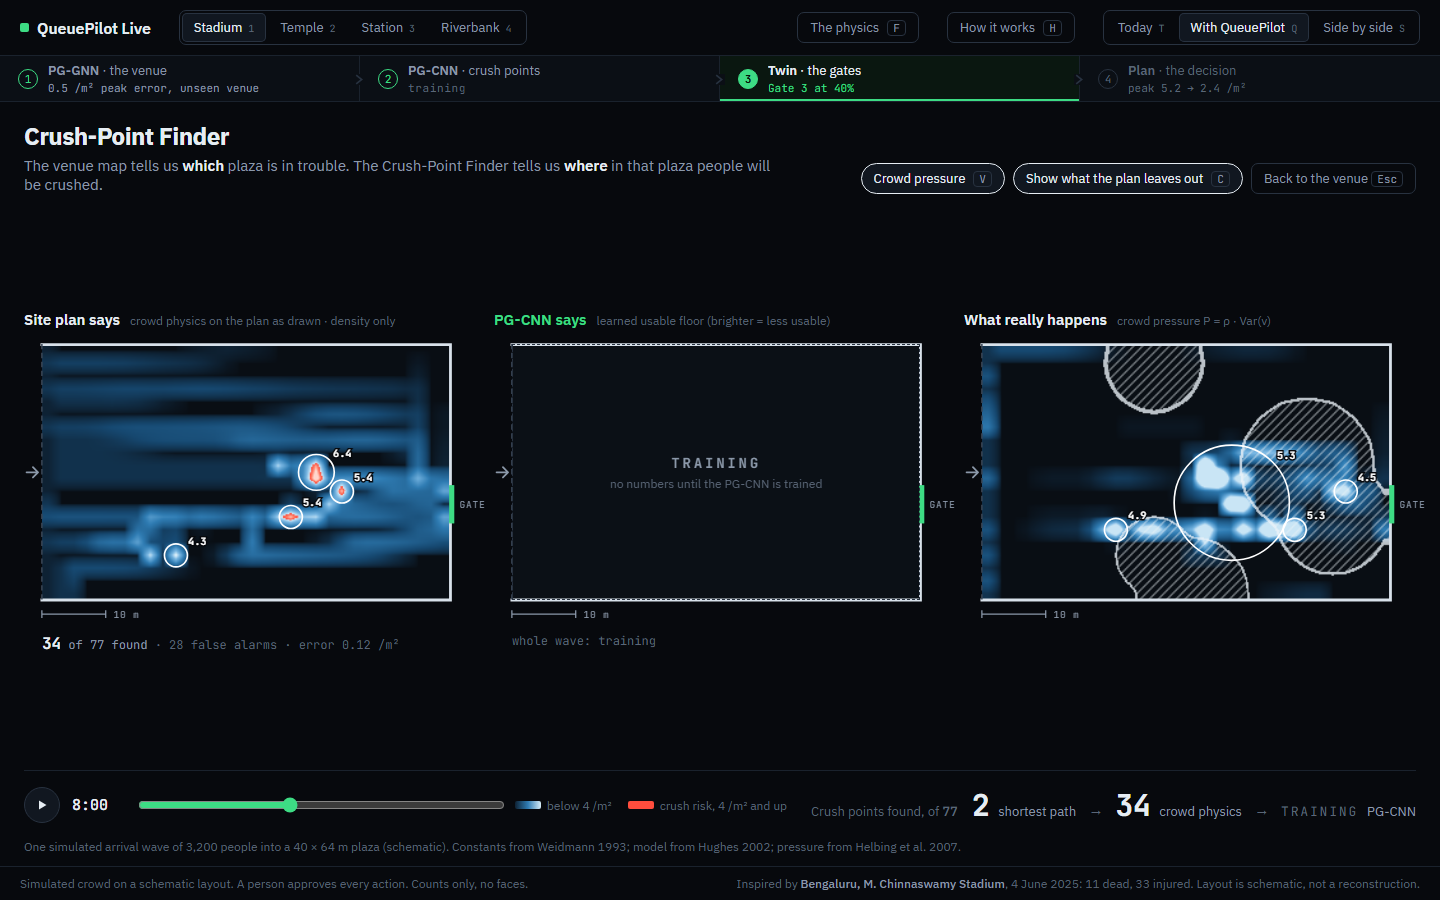 QueuePilot Live
Stadium 1 Temple 2 Station 3 Riverbank 4
The physics F How it works H Today T With QueuePilot Q Side by side S
1 PG-GNN · the venue
0.5 /m² peak error, unseen venue
2 PG-CNN · crush points
training
3 Twin · the gates
Gate 3 at 40%
4 Plan · the decision
peak 5.2 → 2.4 /m²
Crush-Point Finder
The venue map tells us which plaza is in trouble. The Crush-Point Finder tells us where in that plaza people will
be crushed.
Crowd pressure V Show what the plan leaves out C Back to the venue Esc
Site plan says crowd physics on the plan as drawn · density only
6.4
5.4
5.4
4.3
GATE
10 m
34 of 77 found · 28 false alarms · error 0.12 /m²
PG-CNN says learned usable floor (brighter = less usable)
TRAINING
no numbers until the PG-CNN is trained
GATE
10 m
whole wave: training
What really happens crowd pressure P = ρ · Var(v)
5.3
4.5
4.9
5.3
GATE
10 m
8:00 below 4 /m² crush risk, 4 /m² and up Crush points found, of 77 2 shortest path → 34 crowd physics → TRAINING PG-CNN
One simulated arrival wave of 3,200 people into a 40 × 64 m plaza (schematic). Constants from Weidmann 1993; model from Hughes 2002; pressure from Helbing et al. 2007.
Simulated crowd on a schematic layout. A person approves every action. Counts only, no faces.
Inspired by Bengaluru, M. Chinnaswamy Stadium, 4 June 2025: 11 dead, 33 injured. Layout is schematic, not a reconstruction.